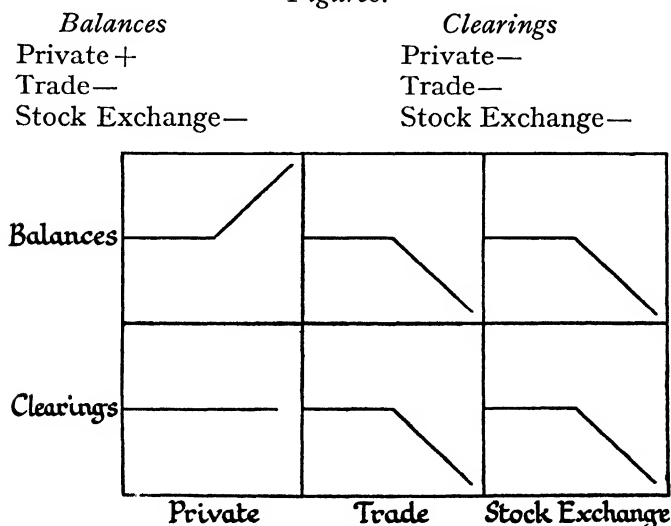 Figures.
Balances Clearings
Private + Private—
Trade— Trade—
Stock Exchange— Stock Exchange—
Balances
Clearings
Private Trade Stock Exchange